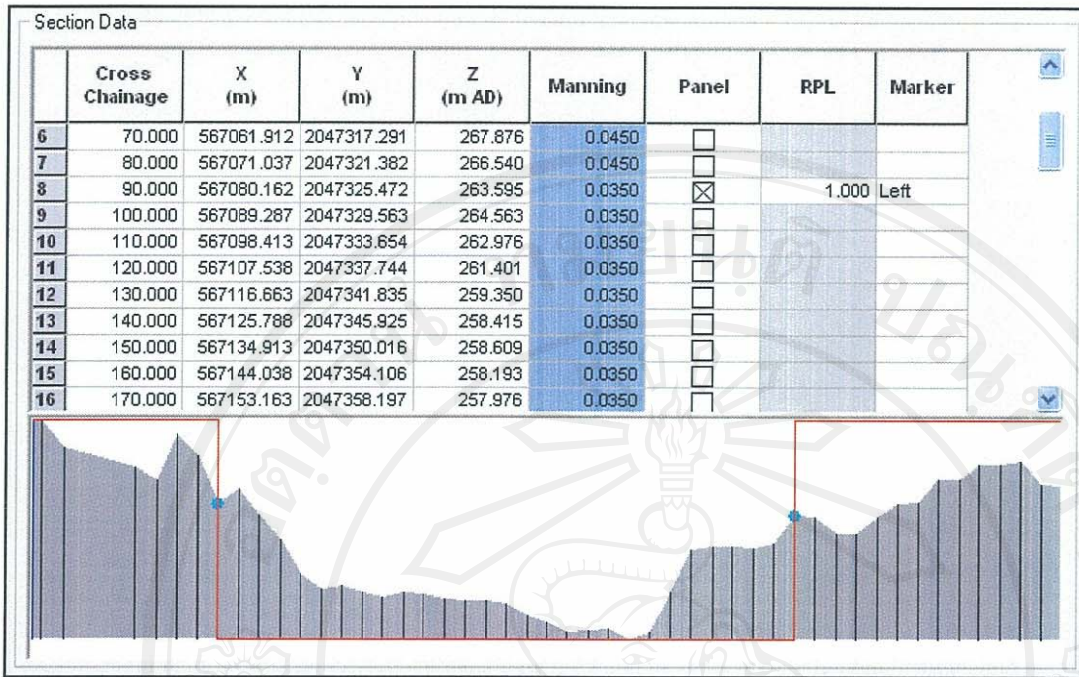 Section Data
Cross Chainage X (m) Y (m) Z (m AD) Manning Panel RPL Marker
6 70.000 567061.912 2047317.291 267.876 0.0450
7 80.000 567071.037 2047321.382 266.540 0.0450
8 90.000 567080.162 2047325.472 263.595 0.0350 1.000 Left
9 100.000 567089.287 2047329.563 264.563 0.0350
10 110.000 567098.413 2047333.654 262.976 0.0350
11 120.000 567107.538 2047337.744 261.401 0.0350
12 130.000 567116.663 2047341.835 259.350 0.0350
13 140.000 567125.788 2047345.925 258.415 0.0350
14 150.000 567134.913 2047350.016 258.609 0.0350
15 160.000 567144.038 2047354.106 258.193 0.0350
16 170.000 567153.163 2047358.197 257.976 0.0350